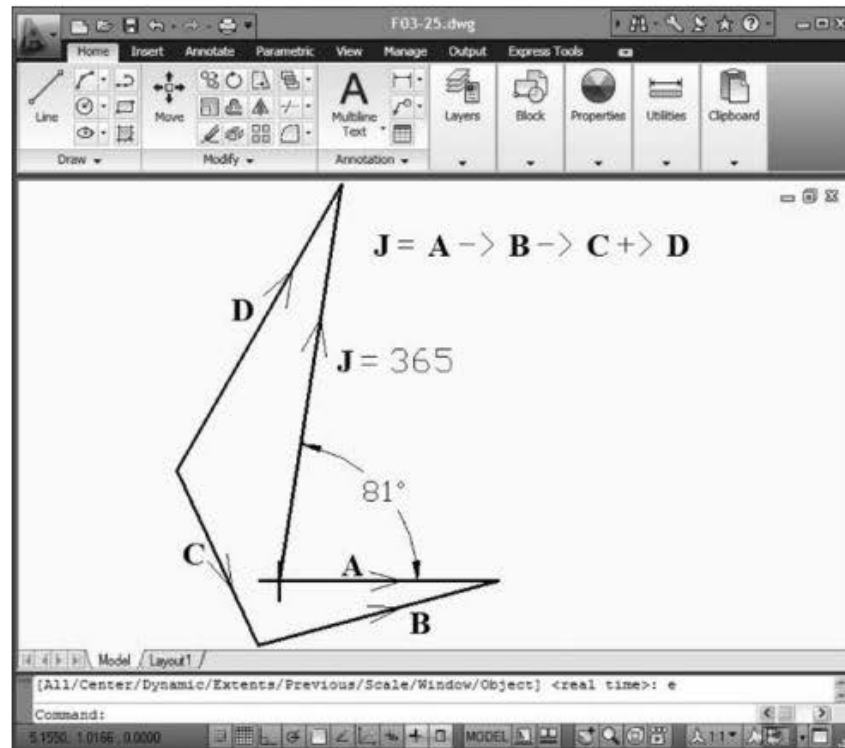 F03-25.dwg
Home Insert Annotate Parametric View Manage Output Express Tools
Line Move Multiline Text Layers Block Properties Utilities Clipboard
Draw Modify Annotation
J = A -> B -> C +> D
D
J = 365
81°
C
A
B
Model Layout1
[All/Center/Dynamic/Extents/Previous/Scale/Window/Object] <real time>: e
Command:
5.1550, 1.0166, 0.0000 MODEL 1:1